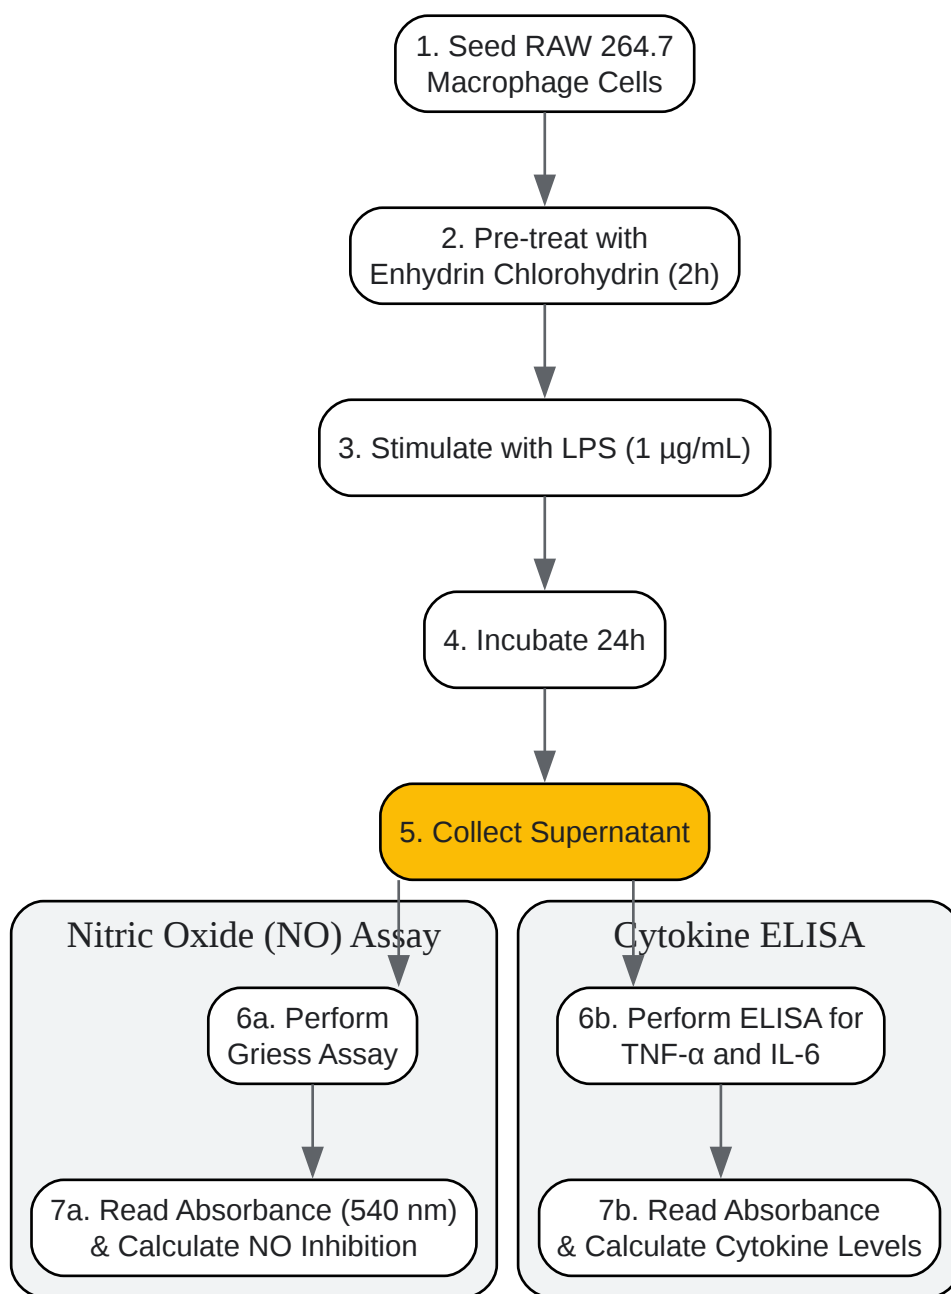 1. Seed RAW 264.7
Macrophage Cells
2. Pre-treat with
Enhydrin Chlorohydrin (2h)
3. Stimulate with LPS (1 µg/mL)
4. Incubate 24h
5. Collect Supernatant
Nitric Oxide (NO) Assay
6a. Perform
Griess Assay
7a. Read Absorbance (540 nm)
& Calculate NO Inhibition
Cytokine ELISA
6b. Perform ELISA for
TNF-α and IL-6
7b. Read Absorbance
& Calculate Cytokine Levels